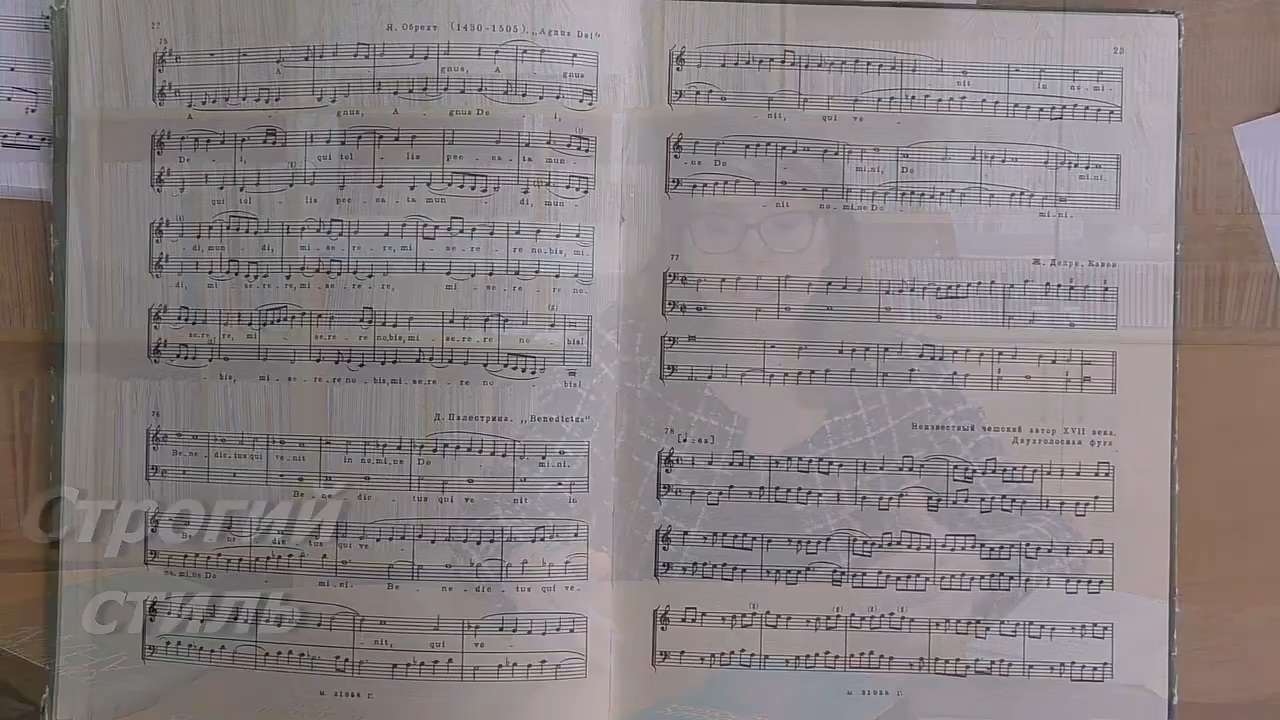 22
Я. Обрехт (1430-1505). „Agnus Dei“
75
A - gnus, A - gnus
A - gnus, A - gnus De - i,
De - i, qui tol - lis pec - ca - ta mun -
qui tol - lis pec - ca - ta mun - di, mun -
- di, mun - di, mi - se - re - re, mi - se - re - re no - bis, mi -
- di, mi - se - re - re, mi - se - re - re, mi - se - re - re no -
- se - re - re, mi - se - re - re no - bis, mi - se - re - re no - bis!
- bis, mi - se - re - re no - bis, mi - se - re - re no - bis!
76
Д. Палестрина. „Benedictus“
Be - ne - dic - tus qui ve - nit in no - mi - ne Do - mi - ni.
Be - ne - dic - tus qui ve - nit in
Be - ne - dic - tus qui ve -
no - mi - ne Do - mi - ni. Be - ne - dic - tus qui ve -
- nit, qui ve -
М. 31058 Г.
23
- nit in no - mi -
- nit, qui ve -
- ne Do - mi - ni, Do - mi - ni.
- nit no - mi - ne Do - mi - ni.
77
Ж. Депре. Канон
78
Неизвестный чешский автор XVII века.
Двухголосная фуга
М. 31058 Г.
Строгий
стиль